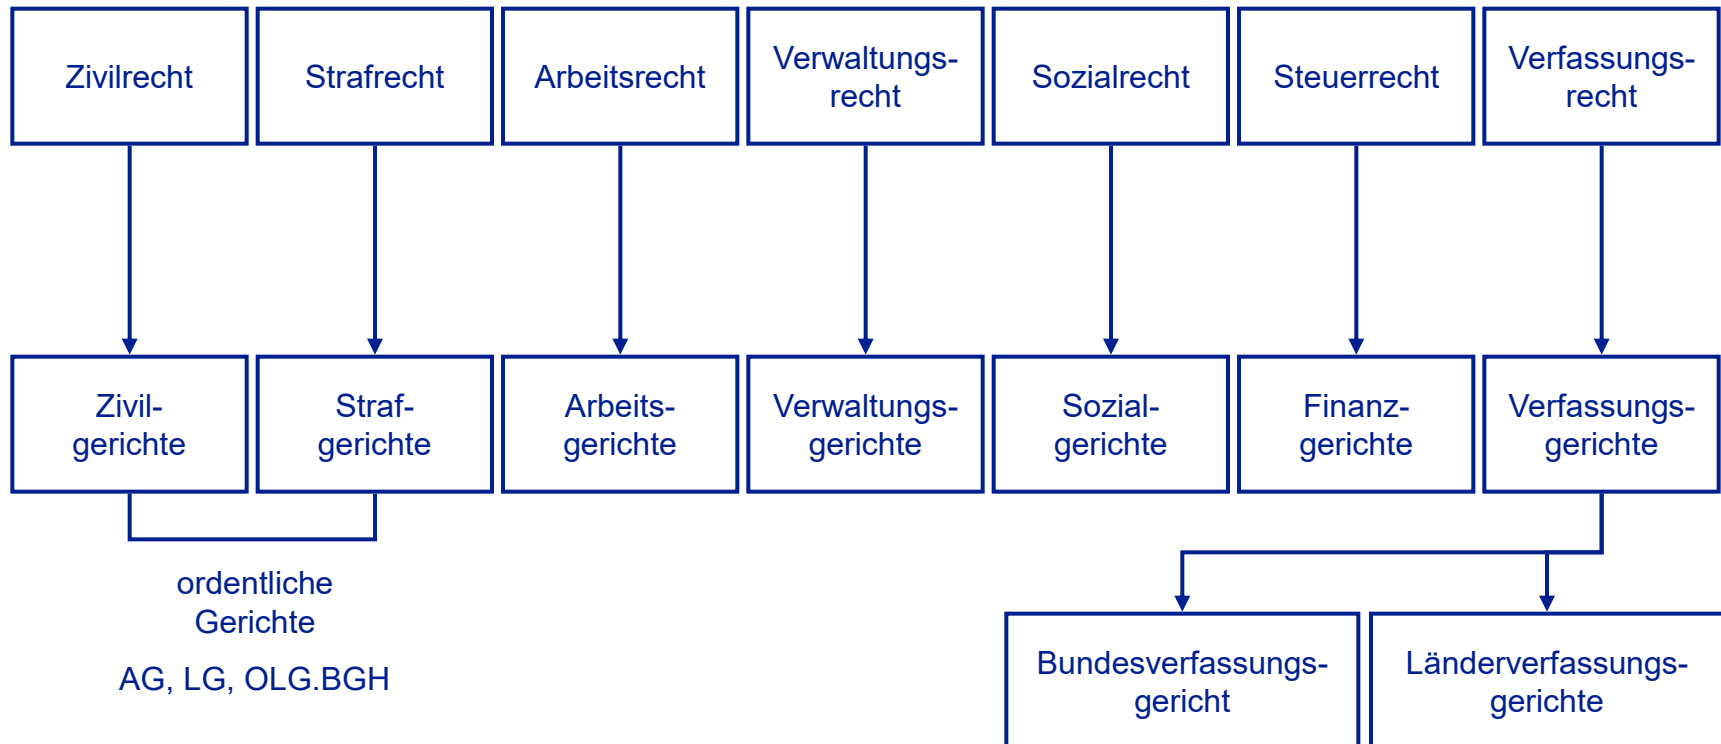 Zivilrecht
Strafrecht
Arbeitsrecht
Verwaltungs-
recht
Sozialrecht
Steuerrecht
Verfassungs-
recht
Zivil-
gerichte
Straf-
gerichte
Arbeits-
gerichte
Verwaltungs-
gerichte
Sozial-
gerichte
Finanz-
gerichte
Verfassungs-
gerichte
ordentliche
Gerichte
AG, LG, OLG.BGH
Bundesverfassungs-
gericht
Länderverfassungs-
gerichte